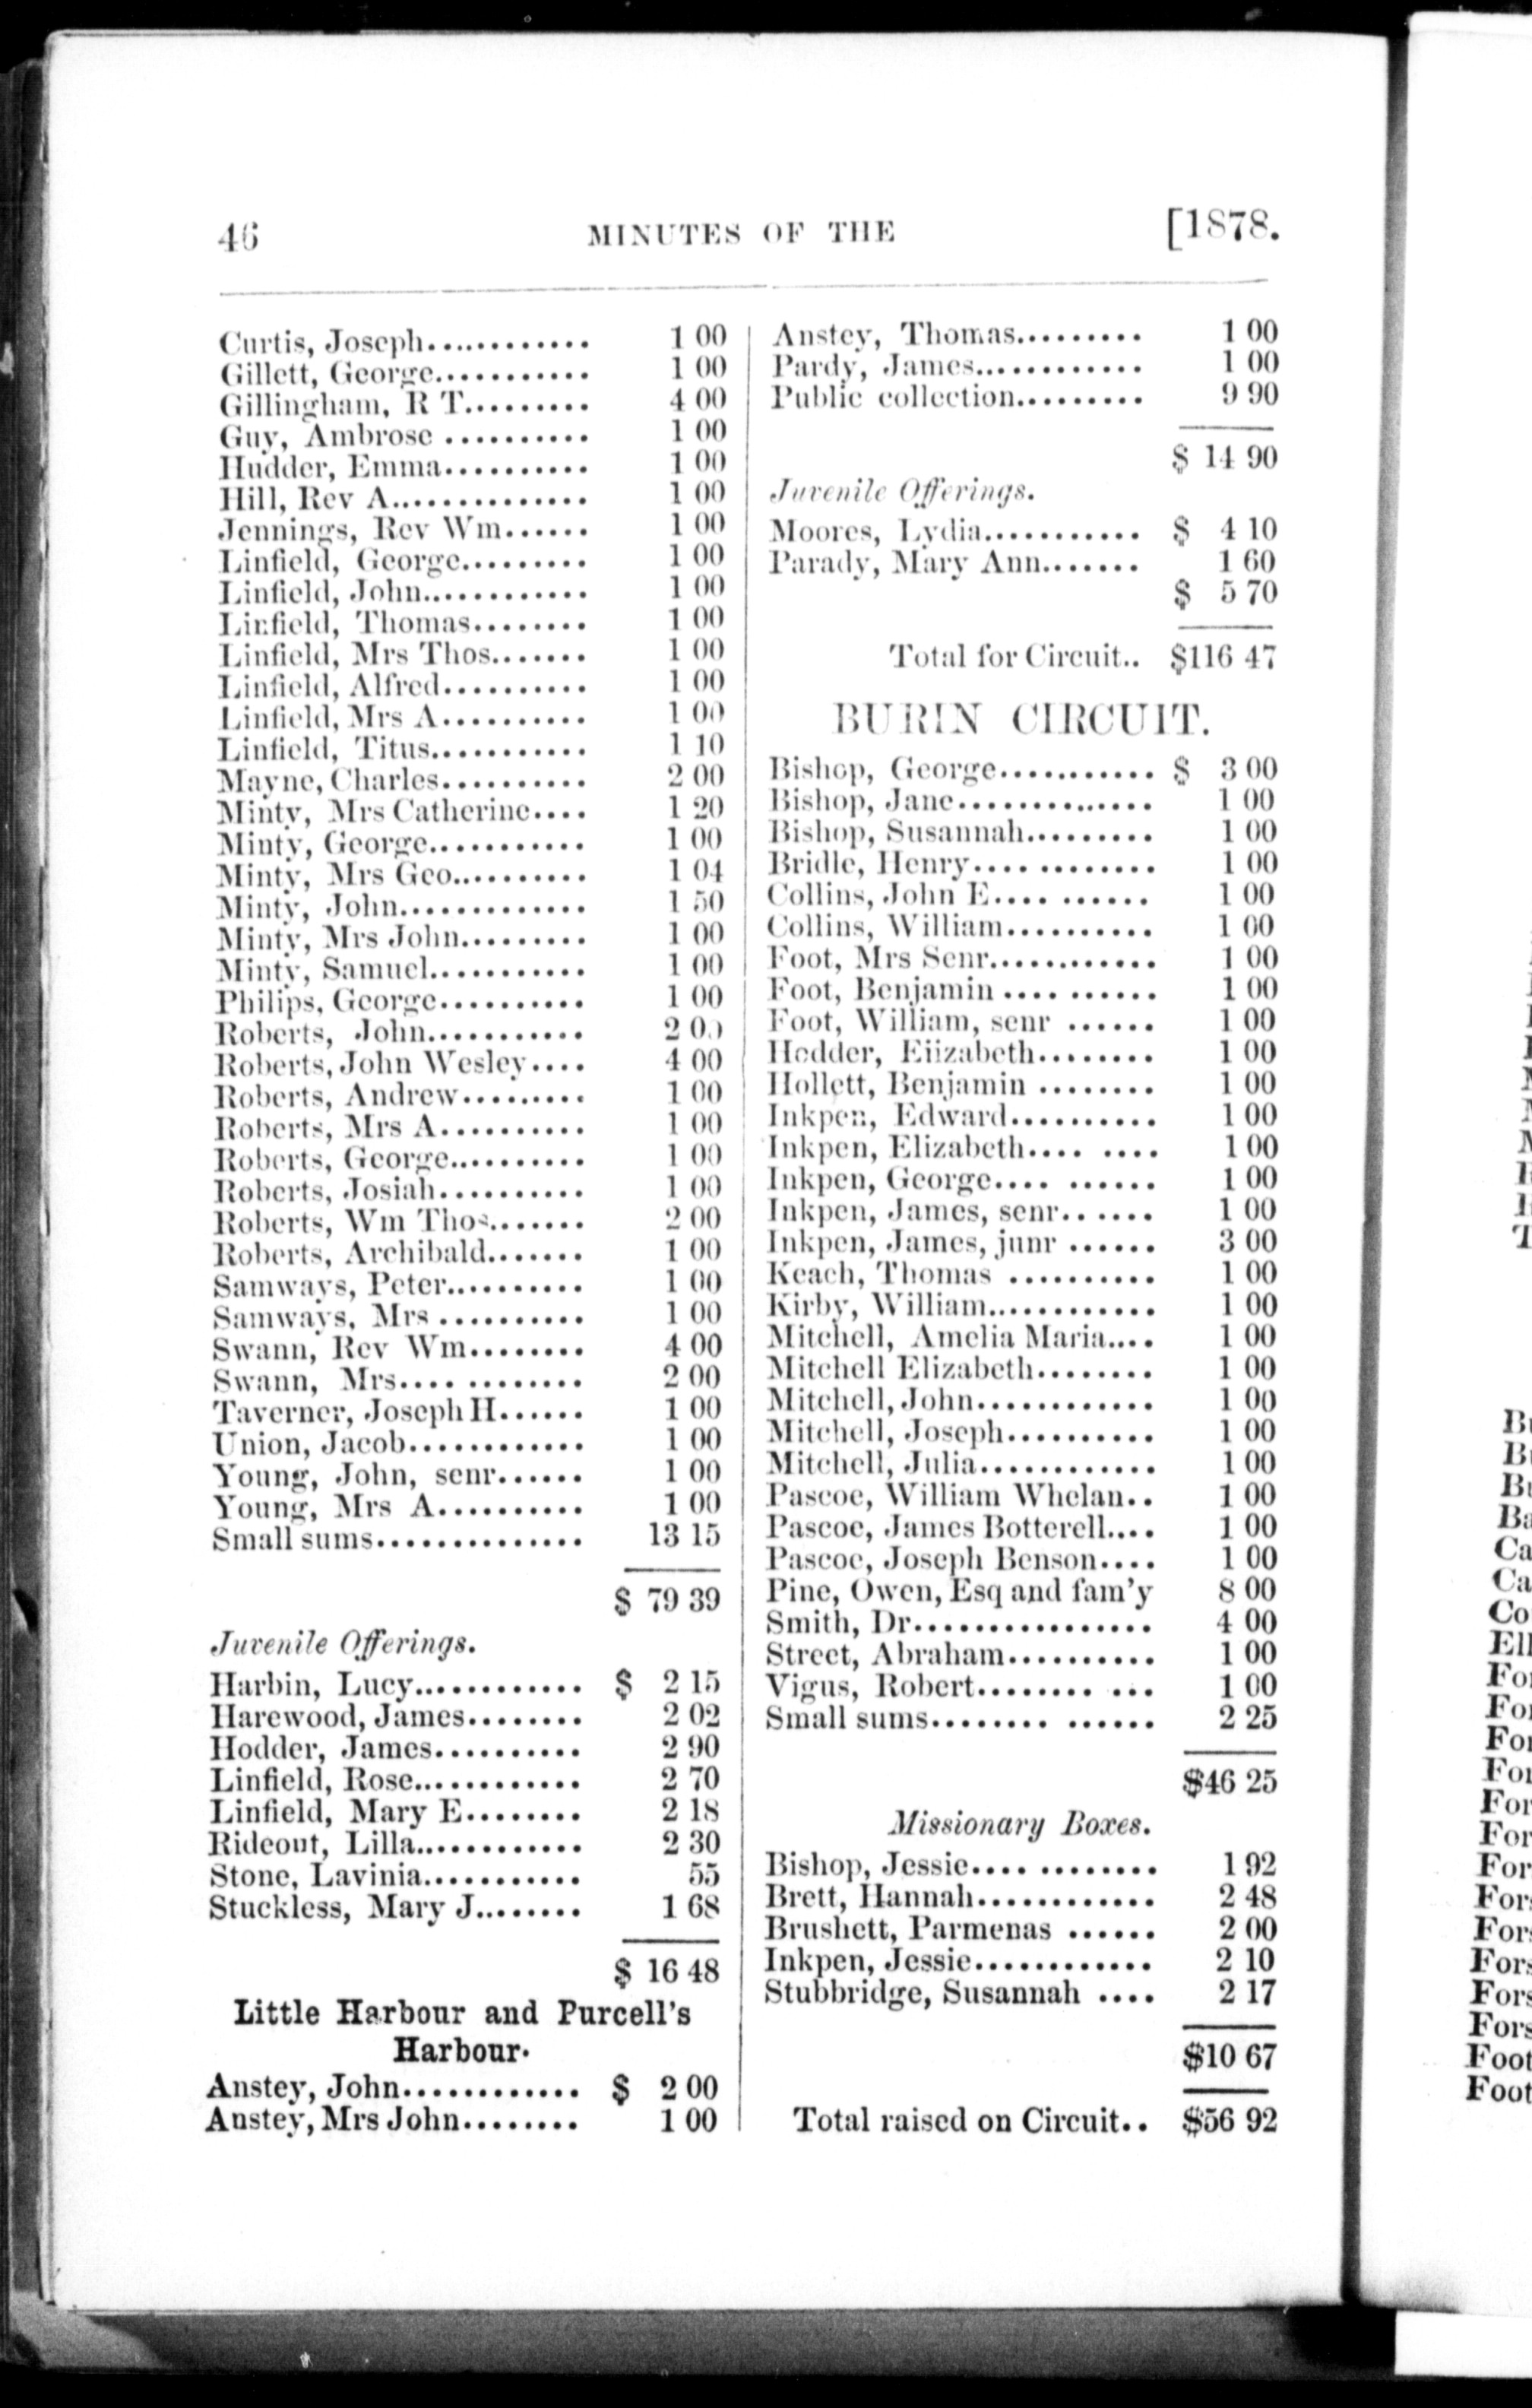 46 MINUTES OF THE [1878.
Curtis, Joseph............ 1 00
Gillett, George........... 1 00
Gillingham, R T......... 4 00
Guy, Ambrose .......... 1 00
Hudder, Emma.......... 1 00
Hill, Rev A.............. 1 00
Jennings, Rev Wm...... 1 00
Linfield, George......... 1 00
Linfield, John............ 1 00
Linfield, Thomas........ 1 00
Linfield, Mrs Thos....... 1 00
Linfield, Alfred.......... 1 00
Linfield, Mrs A.......... 1 00
Linfield, Titus........... 1 10
Mayne, Charles.......... 2 00
Minty, Mrs Catherine.... 1 20
Minty, George........... 1 00
Minty, Mrs Geo.......... 1 04
Minty, John............. 1 50
Minty, Mrs John......... 1 00
Minty, Samuel........... 1 00
Philips, George.......... 1 00
Roberts, John........... 2 00
Roberts, John Wesley.... 4 00
Roberts, Andrew......... 1 00
Roberts, Mrs A.......... 1 00
Roberts, George.......... 1 00
Roberts, Josiah.......... 1 00
Roberts, Wm Thos....... 2 00
Roberts, Archibald....... 1 00
Samways, Peter.......... 1 00
Samways, Mrs .......... 1 00
Swann, Rev Wm........ 4 00
Swann, Mrs.... ........ 2 00
Taverner, Joseph H...... 1 00
Union, Jacob............ 1 00
Young, John, senr...... 1 00
Young, Mrs A.......... 1 00
Small sums.............. 13 15
$ 79 39
Juvenile Offerings.
Harbin, Lucy............ $ 2 15
Harewood, James........ 2 02
Hodder, James.......... 2 90
Linfield, Rose............ 2 70
Linfield, Mary E........ 2 18
Rideout, Lilla............ 2 30
Stone, Lavinia........... 55
Stuckless, Mary J........ 1 68
$ 16 48
Little Harbour and Purcell's
Harbour.
Anstey, John............ $ 2 00
Anstey, Mrs John........ 1 00
Anstey, Thomas......... 1 00
Pardy, James............ 1 00
Public collection......... 9 90
$ 14 90
Juvenile Offerings.
Moores, Lydia........... $ 4 10
Parady, Mary Ann....... 1 60
$ 5 70
Total for Circuit.. $116 47
BURIN CIRCUIT.
Bishop, George........... $ 3 00
Bishop, Jane.............. 1 00
Bishop, Susannah......... 1 00
Bridle, Henry.... ........ 1 00
Collins, John E.... ...... 1 00
Collins, William.......... 1 00
Foot, Mrs Senr............ 1 00
Foot, Benjamin .... ...... 1 00
Foot, William, senr ...... 1 00
Hodder, Eiizabeth........ 1 00
Hollett, Benjamin ........ 1 00
Inkpen, Edward.......... 1 00
Inkpen, Elizabeth.... .... 1 00
Inkpen, George.... ...... 1 00
Inkpen, James, senr.. .... 1 00
Inkpen, James, junr ...... 3 00
Keach, Thomas .......... 1 00
Kirby, William............ 1 00
Mitchell, Amelia Maria.... 1 00
Mitchell Elizabeth........ 1 00
Mitchell, John............ 1 00
Mitchell, Joseph.......... 1 00
Mitchell, Julia............ 1 00
Pascoe, William Whelan.. 1 00
Pascoe, James Botterell.... 1 00
Pascoe, Joseph Benson.... 1 00
Pine, Owen, Esq and fam'y 8 00
Smith, Dr................ 4 00
Street, Abraham.......... 1 00
Vigus, Robert........ ... 1 00
Small sums........ ...... 2 25
$46 25
Missionary Boxes.
Bishop, Jessie.... ........ 1 92
Brett, Hannah............ 2 48
Brushett, Parmenas ...... 2 00
Inkpen, Jessie............ 2 10
Stubbridge, Susannah .... 2 17
$10 67
Total raised on Circuit.. $56 92